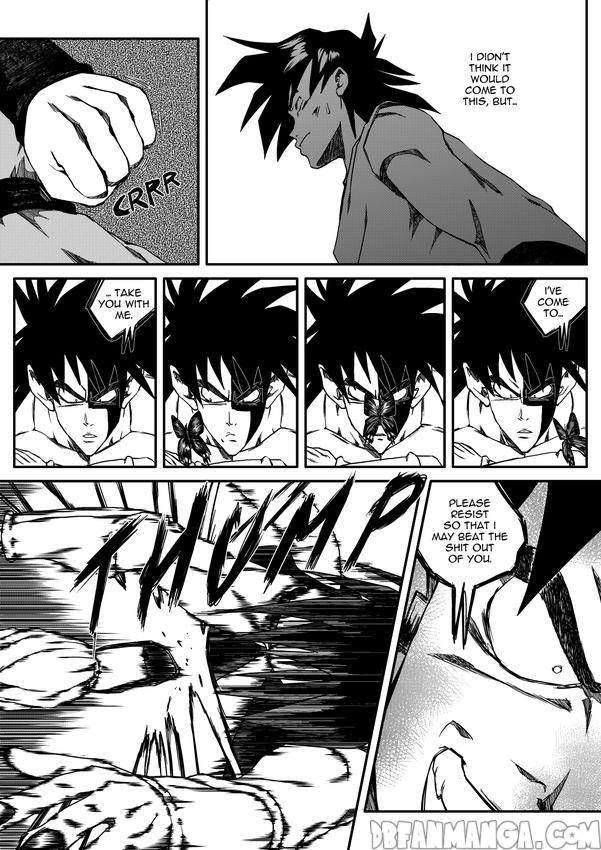 I DIDN'T
THINK IT
WOULD
COME TO
THIS, BUT..
CRRR
I'VE
COME
TO..
.. TAKE
YOU WITH
ME.
PLEASE
RESIST
SO THAT I
MAY BEAT THE
SHIT OUT
OF YOU.
THUMP
DBFANMANGA.COM